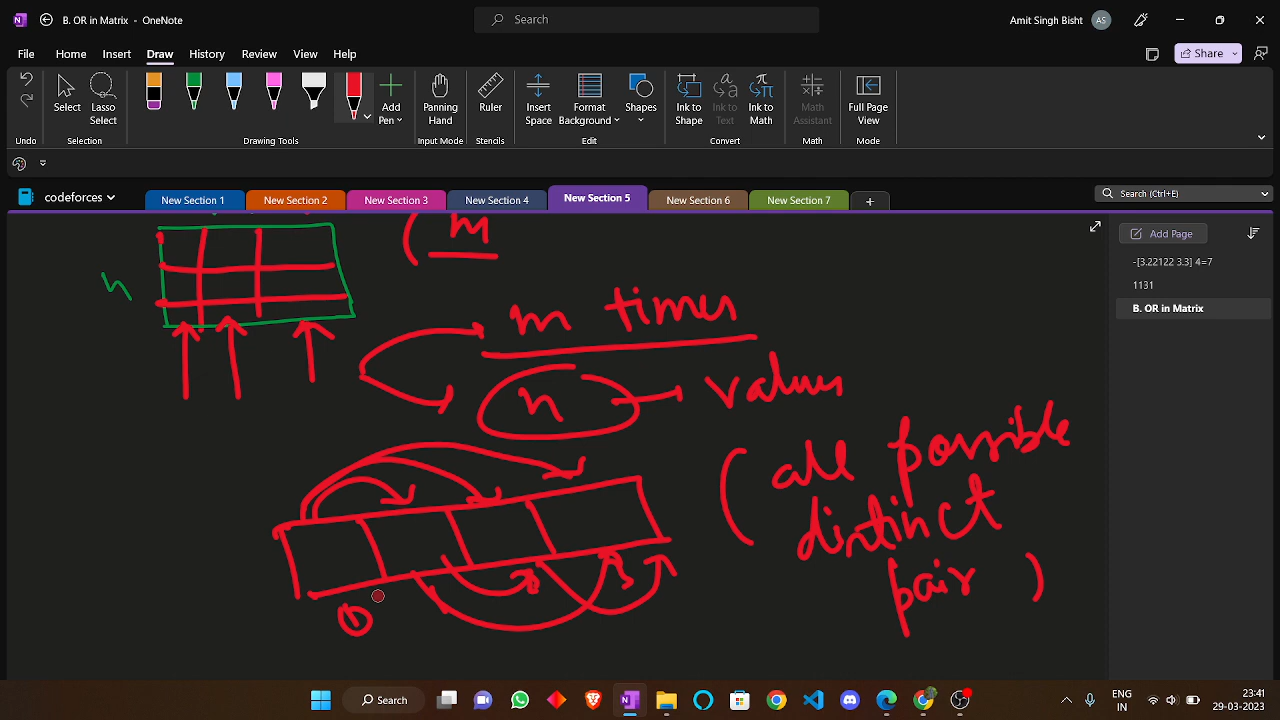 B. OR in Matrix - OneNote
Search
Amit Singh Bisht
AS
File Home Insert Draw History Review View Help
Share
Undo
Select
Lasso Select
Selection
Drawing Tools
Add Pen
Panning Hand
Input Mode
Ruler
Stencils
Insert Space
Format Background
Shapes
Edit
Ink to Shape
Ink to Text
Ink to Math
Convert
Math Assistant
Math
Full Page View
Mode
codeforces
New Section 1
New Section 2
New Section 3
New Section 4
New Section 5
New Section 6
New Section 7
Search (Ctrl+E)
Add Page
-[3.22122 3.3] 4=7
1131
B. OR in Matrix
( m
n
m times
n values
( all possible
distinct
pair )
Search
ENG
IN
23:41
29-03-2023